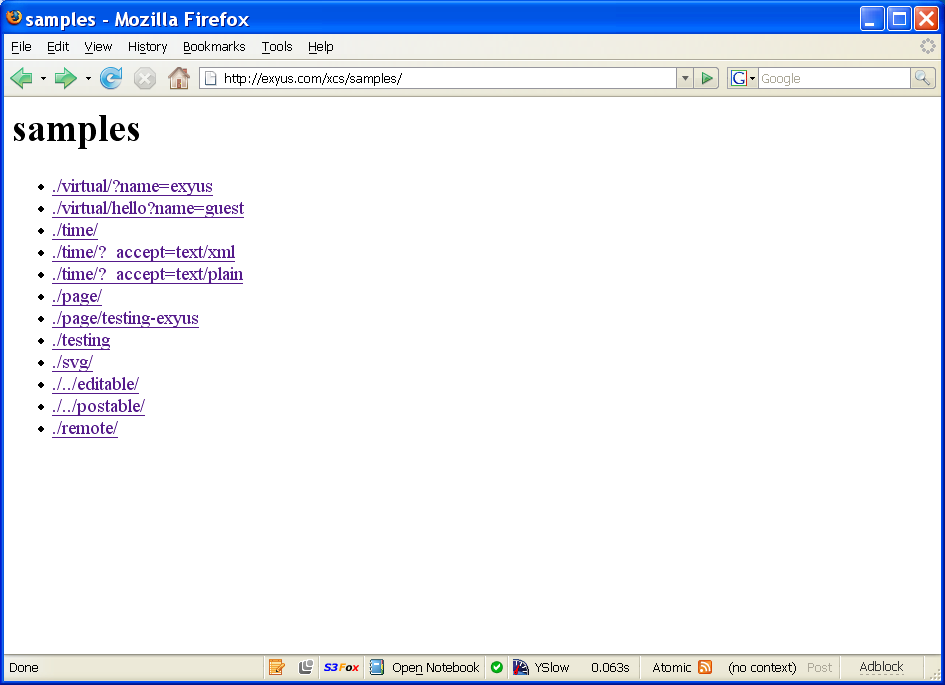 samples - Mozilla Firefox
File Edit View History Bookmarks Tools Help
http://exyus.com/xcs/samples/ G Google
samples
./virtual/?name=exyus
./virtual/hello?name=guest
./time/
./time/?_accept=text/xml
./time/?_accept=text/plain
./page/
./page/testing-exyus
./testing
./svg/
./../editable/
./../postable/
./remote/
Done S3Fox Open Notebook YSlow 0.063s Atomic (no context) Post Adblock